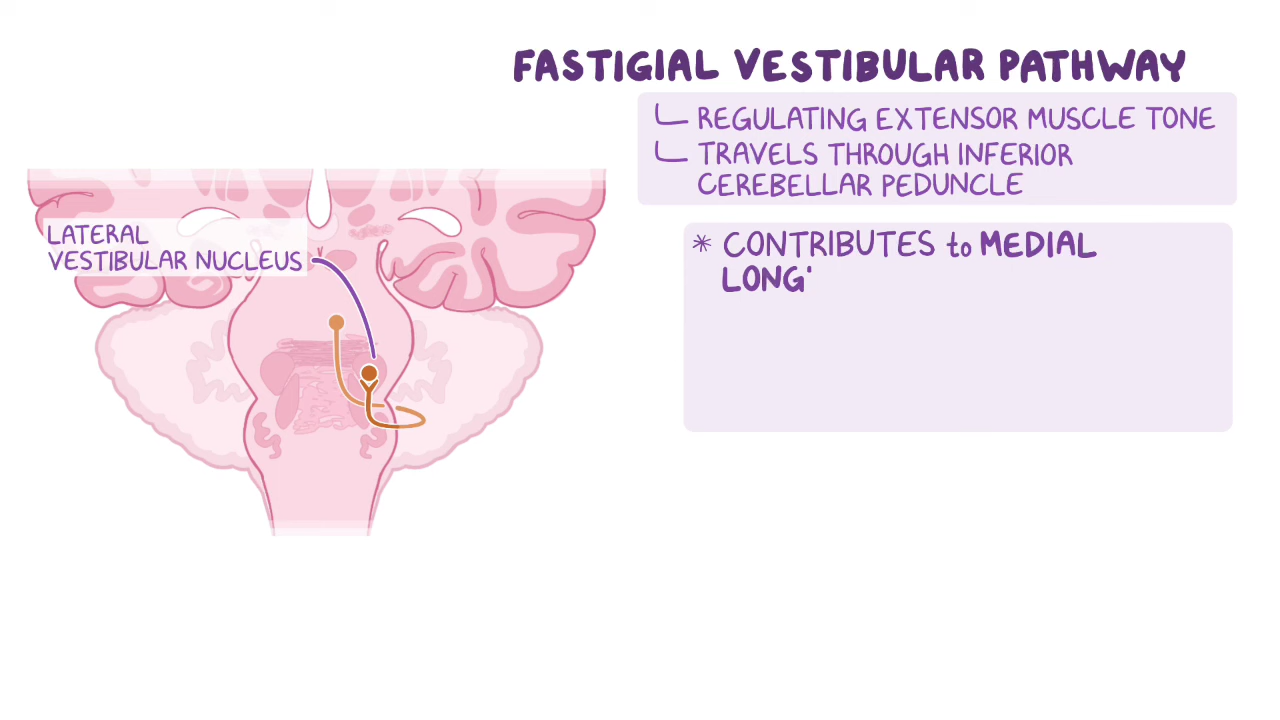 FASTIGIAL VESTIBULAR PATHWAY
REGULATING EXTENSOR MUSCLE TONE
TRAVELS THROUGH INFERIOR
CEREBELLAR PEDUNCLE
LATERAL
VESTIBULAR NUCLEUS
* CONTRIBUTES to MEDIAL
LONG'